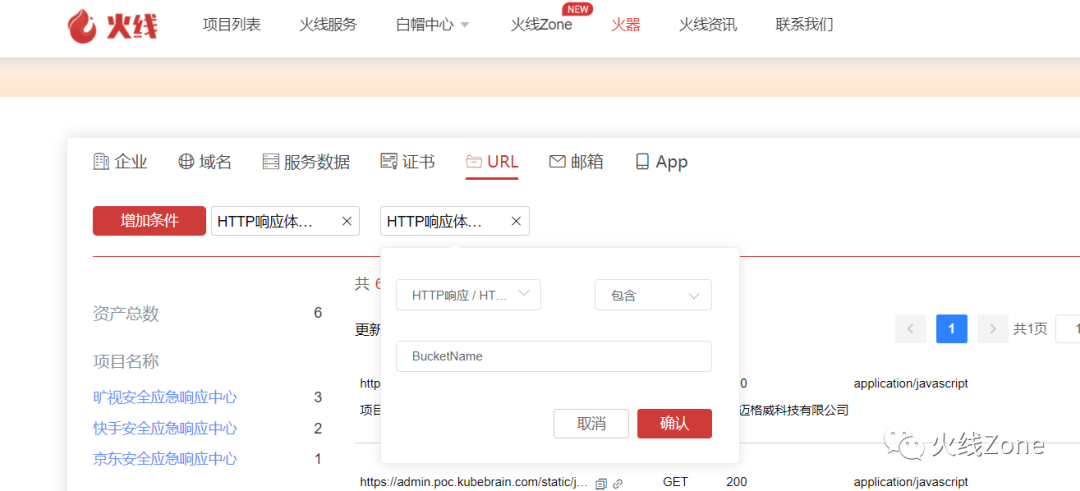 火线 项目列表 火线服务 白帽中心 火线Zone NEW 火器 火线资讯 联系我们
企业 域名 服务数据 证书 URL 邮箱 App
增加条件 HTTP响应体... × HTTP响应体... ×
共 6
资产总数 6
HTTP响应 / HT... 包含
更新
1 共1页 1
BucketName
项目名称
http 0 application/javascript
旷视安全应急响应中心 3
项目 迈格威科技有限公司
取消 确认
快手安全应急响应中心 2
火线Zone
京东安全应急响应中心 1
https://admin.poc.kubebrain.com/static/j... GET 200 application/javascript